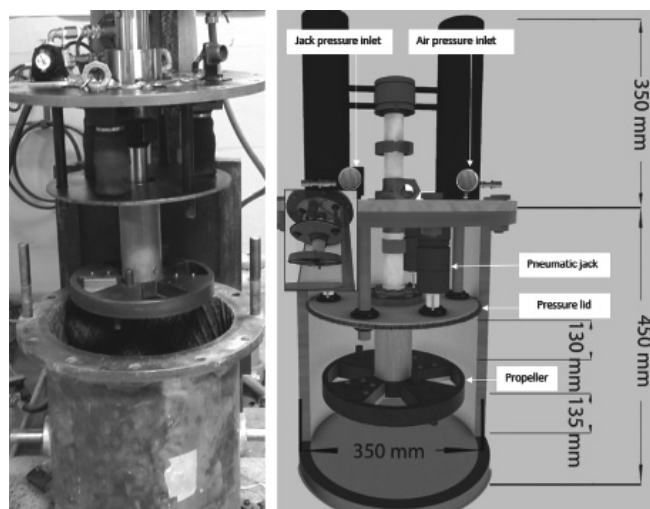 Jack pressure inlet
Air pressure inlet
350 mm
Pneumatic jack
Pressure lid
450 mm
130 mm
Propeller
135 mm
350 mm